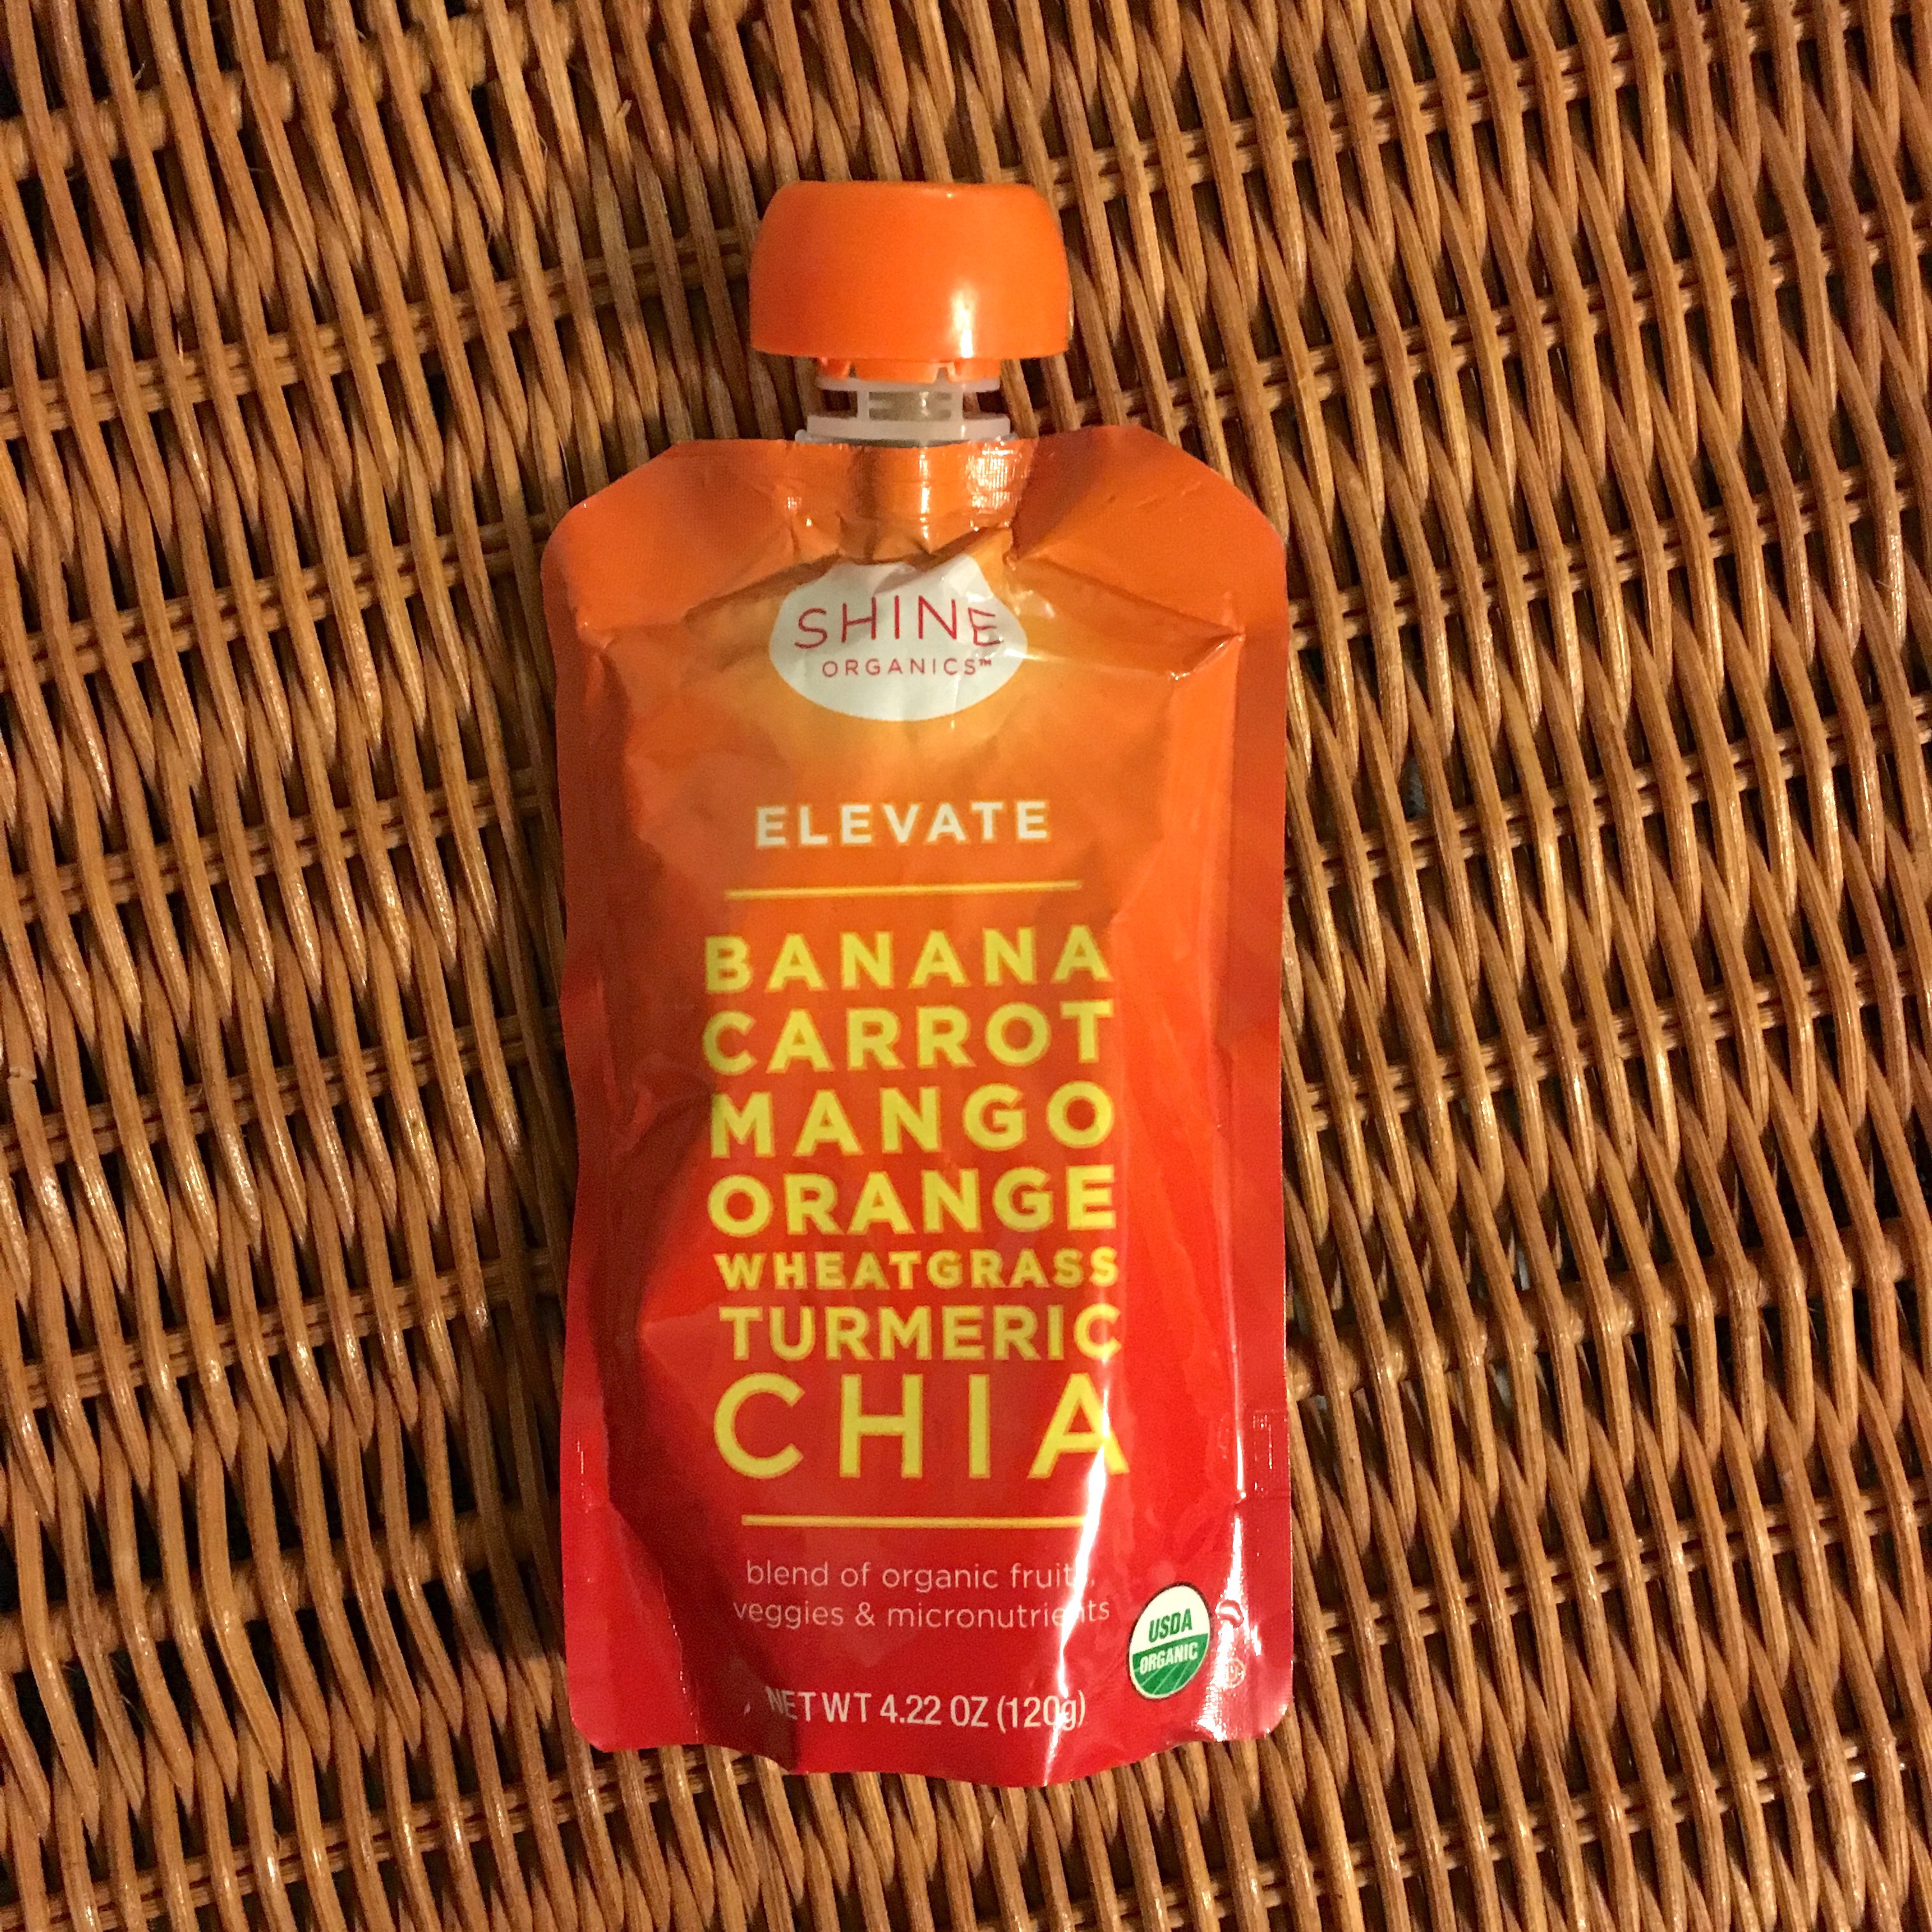 SHINE
ORGANICS™
ELEVATE
BANANA
CARROT
MANGO
ORANGE
WHEATGRASS
TURMERIC
CHIA
blend of organic
veggies & micronutrients
USDA
ORGANIC
NET WT 4.22 OZ (120g)